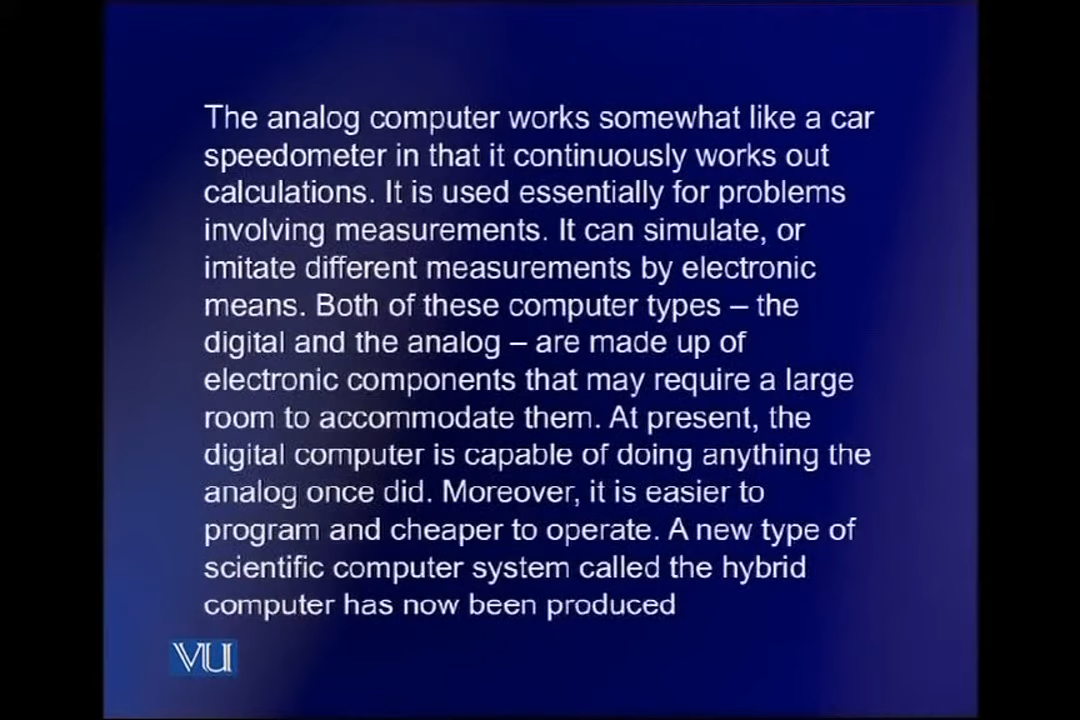 The analog computer works somewhat like a car
speedometer in that it continuously works out
calculations. It is used essentially for problems
involving measurements. It can simulate, or
imitate different measurements by electronic
means. Both of these computer types – the
digital and the analog – are made up of
electronic components that may require a large
room to accommodate them. At present, the
digital computer is capable of doing anything the
analog once did. Moreover, it is easier to
program and cheaper to operate. A new type of
scientific computer system called the hybrid
computer has now been produced
VU